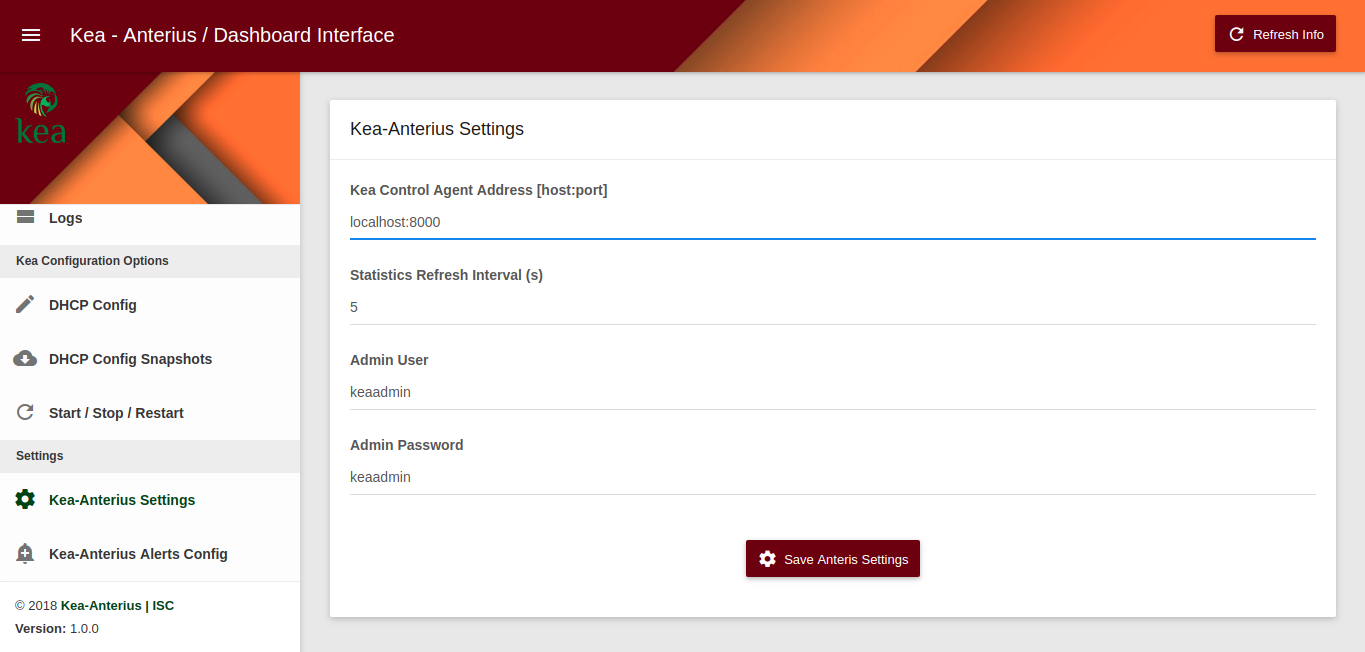 Kea - Anterius / Dashboard Interface
Refresh Info
kea
Logs
Kea Configuration Options
DHCP Config
DHCP Config Snapshots
Start / Stop / Restart
Settings
Kea-Anterius Settings
Kea-Anterius Alerts Config
© 2018 Kea-Anterius | ISC
Version: 1.0.0
Kea-Anterius Settings
Kea Control Agent Address [host:port]
localhost:8000
Statistics Refresh Interval (s)
5
Admin User
keaadmin
Admin Password
keaadmin
Save Anteris Settings